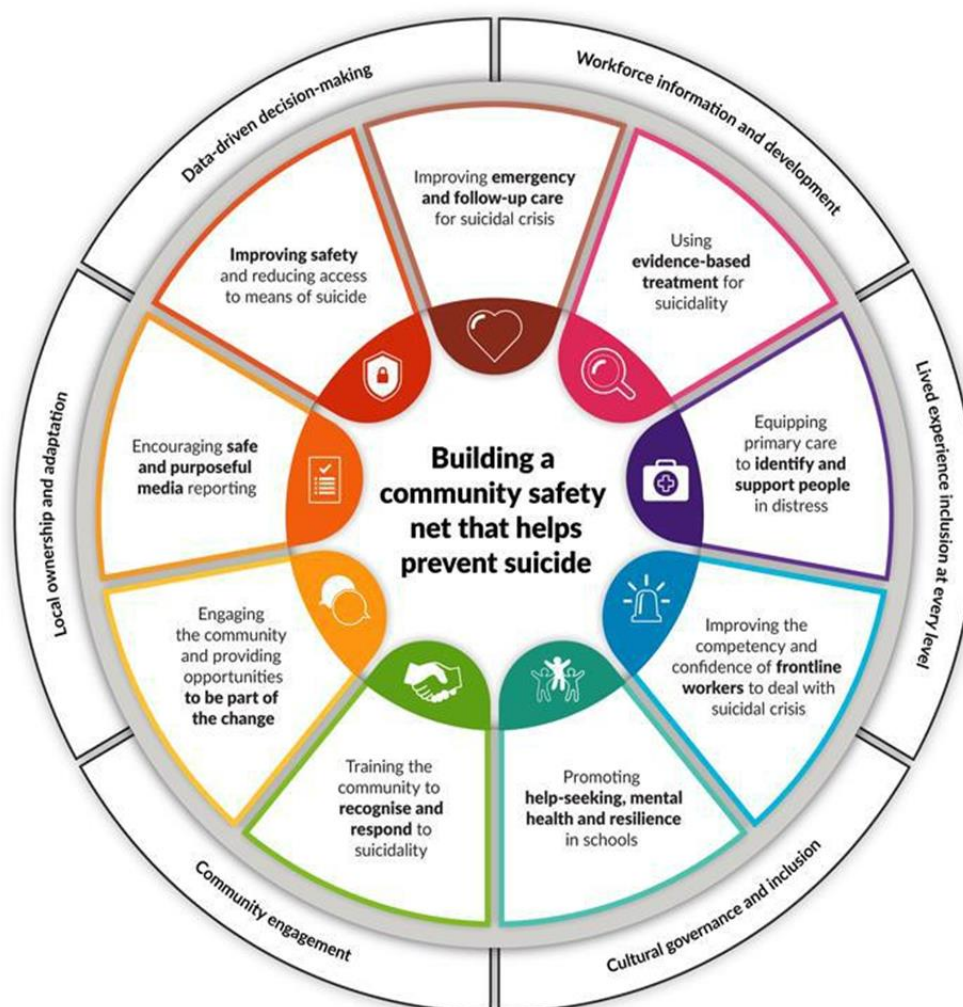 Building a
community safety
net that helps
prevent suicide
Improving emergency
and follow-up care
for suicidal crisis
Using
evidence-based
treatment for
suicidality
Equipping
primary care
to identify and
support people
in distress
Improving the
competency and
confidence of frontline
workers to deal with
suicidal crisis
Promoting
help-seeking, mental
health and resilience
in schools
Training the
community to
recognise and
respond to
suicidality
Engaging
the community
and providing
opportunities
to be part of
the change
Encouraging safe
and purposeful
media reporting
Improving safety
and reducing access
to means of suicide
Data-driven decision-making
Workforce information and development
Lived experience inclusion at every level
Cultural governance and inclusion
Community engagement
Local ownership and adaptation